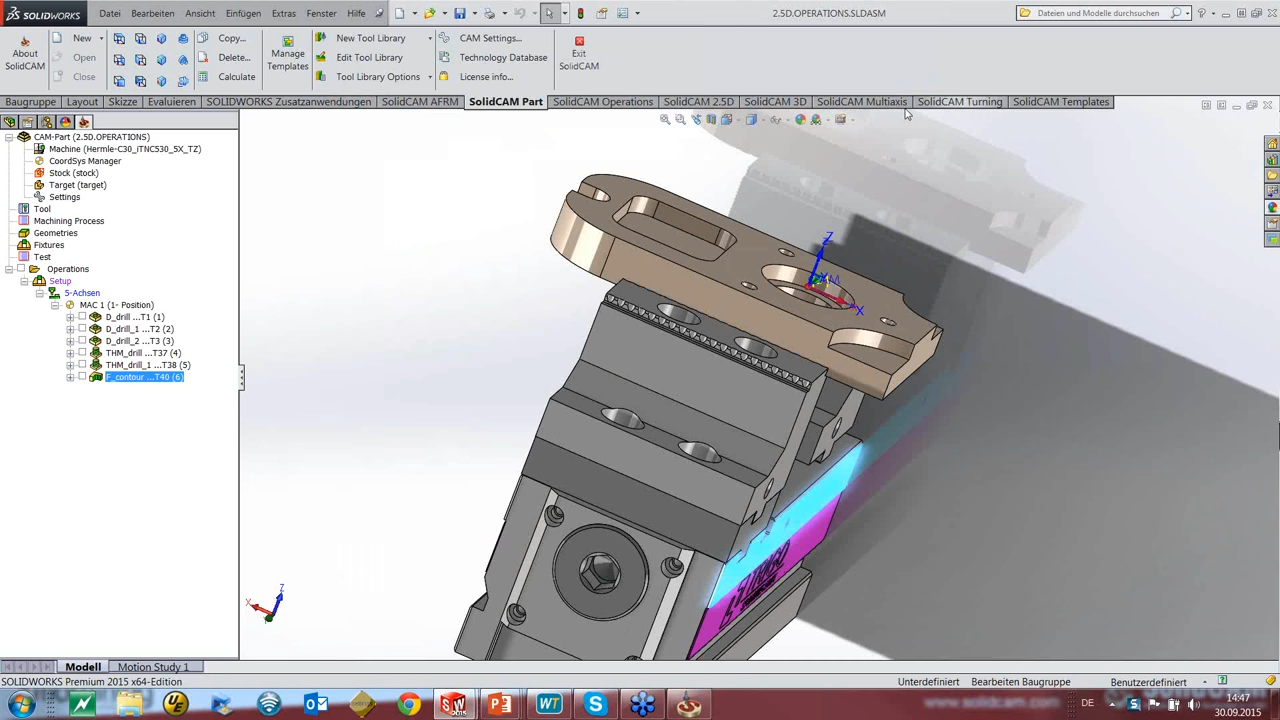 SOLIDWORKS
Datei Bearbeiten Ansicht Einfügen Extras Fenster Hilfe
2.5D.OPERATIONS.SLDASM
Dateien und Modelle durchsuchen
About SolidCAM
New
Open
Close
Copy...
Delete...
Calculate
Manage Templates
New Tool Library
Edit Tool Library
Tool Library Options
CAM Settings...
Technology Database
License info...
Exit SolidCAM
Baugruppe Layout Skizze Evaluieren SOLIDWORKS Zusatzanwendungen SolidCAM AFRM SolidCAM Part SolidCAM Operations SolidCAM 2.5D SolidCAM 3D SolidCAM Multiaxis SolidCAM Turning SolidCAM Templates
CAM-Part (2.5D.OPERATIONS)
Machine (Hermle-C30_iTNC530_5X_TZ)
CoordSys Manager
Stock (stock)
Target (target)
Settings
Tool
Machining Process
Geometries
Fixtures
Test
Operations
Setup
5-Achsen
MAC 1 (1- Position)
D_drill ...T1 (1)
D_drill_1 ...T2 (2)
D_drill_2 ...T3 (3)
THM_drill ...T37 (4)
THM_drill_1 ...T38 (5)
F_contour ...T40 (6)
Z
X
Z
X
Modell Motion Study 1
SOLIDWORKS Premium 2015 x64-Edition
Unterdefiniert Bearbeiten Baugruppe Benutzerdefiniert
DE
14:47
30.09.2015